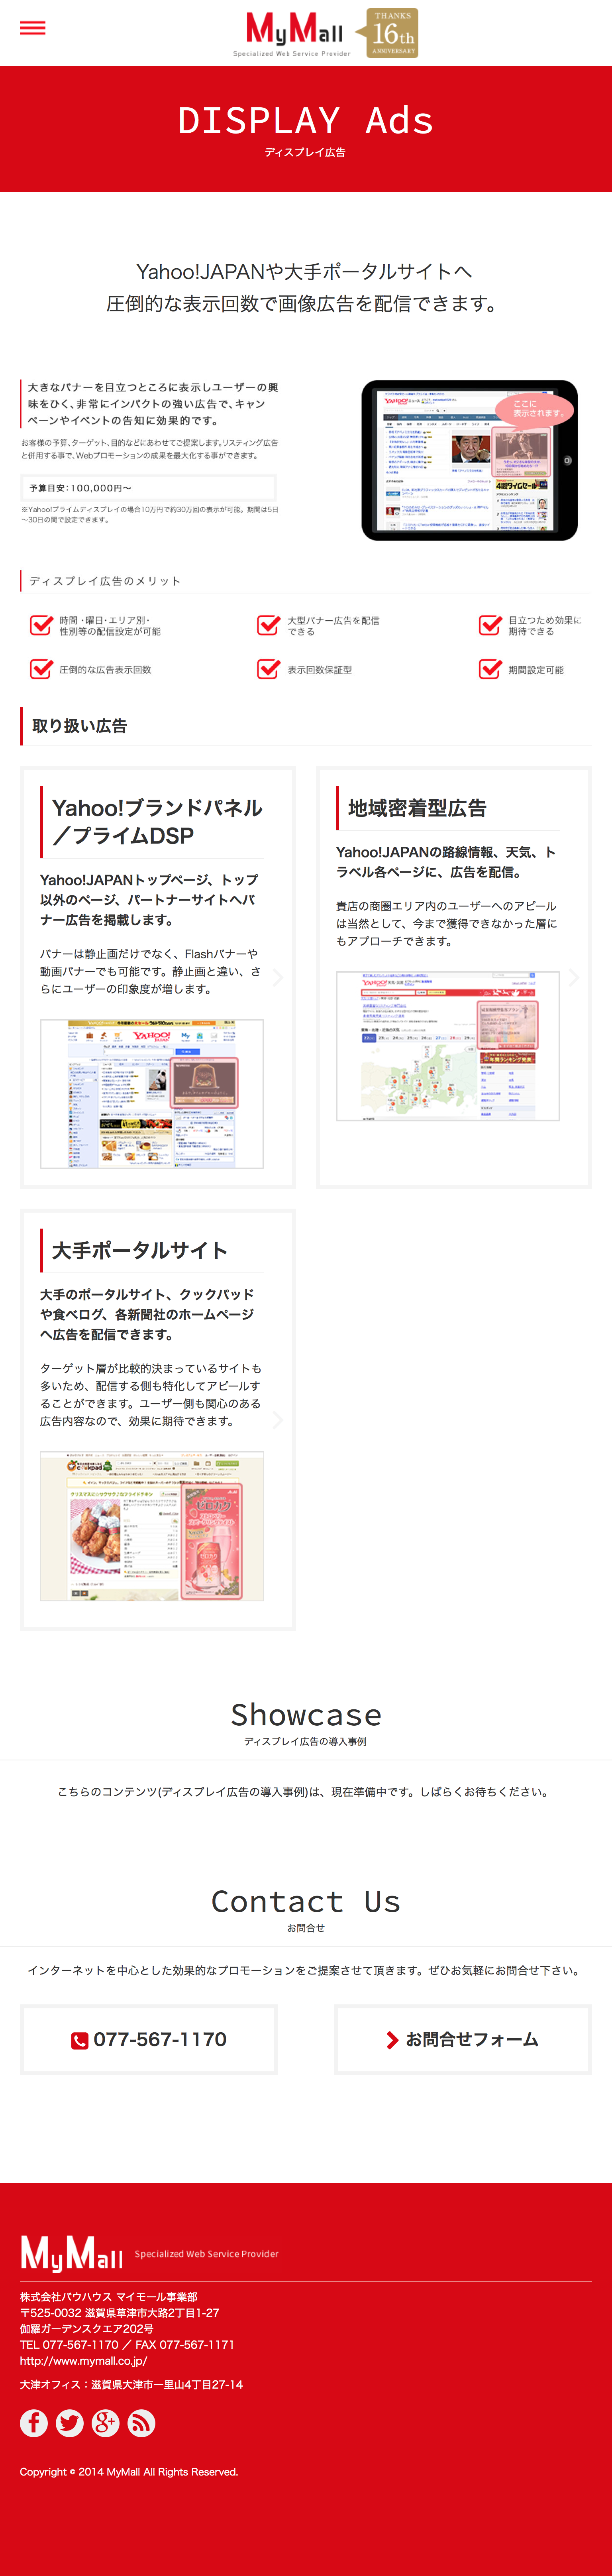 MyMall
Specialized Web Service Provider
THANKS
16th
ANNIVERSARY
DISPLAY Ads
ディスプレイ広告
Yahoo!JAPANや大手ポータルサイトへ
圧倒的な表示回数で画像広告を配信できます。
大きなバナーを目立つところに表示しユーザーの興
味をひく、非常にインパクトの強い広告で、キャン
ペーンやイベントの告知に効果的です。
お客様の予算、ターゲット、目的などにあわせてご提案します。リスティング広告
と併用する事で、Webプロモーションの成果を最大化する事ができます。
予算目安：100,000円〜
※Yahoo!プライムディスプレイの場合10万円で約30万回の表示が可能。期間は5日
〜30日の間で設定できます。
YAHOO!
ニュース
ここに
表示されます。
ディスプレイ広告のメリット
時間・曜日・エリア別・
性別等の配信設定が可能
大型バナー広告を配信
できる
目立つため効果に
期待できる
圧倒的な広告表示回数
表示回数保証型
期間設定可能
取り扱い広告
Yahoo!ブランドパネル
／プライムDSP
Yahoo!JAPANトップページ、トップ
以外のページ、パートナーサイトへバ
ナー広告を掲載します。
バナーは静止画だけでなく、Flashバナーや
動画バナーでも可能です。静止画と違い、さ
らにユーザーの印象度が増します。
YAHOO!
地域密着型広告
Yahoo!JAPANの路線情報、天気、ト
ラベル各ページに、広告を配信。
貴店の商圏エリア内のユーザーへのアピール
は当然として、今まで獲得できなかった層に
もアプローチできます。
YAHOO!
大手ポータルサイト
大手のポータルサイト、クックパッド
や食べログ、各新聞社のホームページ
へ広告を配信できます。
ターゲット層が比較的決まっているサイトも
多いため、配信する側も特化してアピールす
ることができます。ユーザー側も関心のある
広告内容なので、効果に期待できます。
cookpad
ゼロカク
Showcase
ディスプレイ広告の導入事例
こちらのコンテンツ(ディスプレイ広告の導入事例)は、現在準備中です。しばらくお待ちください。
Contact Us
お問合せ
インターネットを中心とした効果的なプロモーションをご提案させて頂きます。ぜひお気軽にお問合せ下さい。
077-567-1170
お問合せフォーム
MyMall Specialized Web Service Provider
株式会社バウハウス マイモール事業部
〒525-0032 滋賀県草津市大路2丁目1-27
伽羅ガーデンスクエア202号
TEL 077-567-1170 ／ FAX 077-567-1171
http://www.mymall.co.jp/
大津オフィス：滋賀県大津市一里山4丁目27-14
Copyright © 2014 MyMall All Rights Reserved.